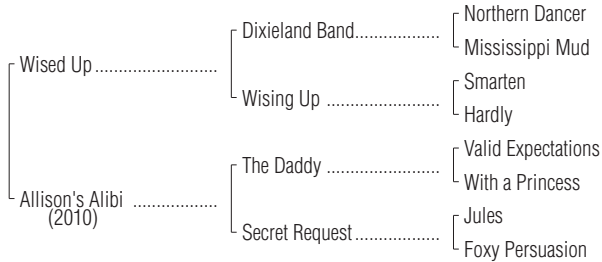 Northern Dancer
Dixieland Band....................
Mississippi Mud
Wised Up ..........................
Smarten
Wising Up ........................
Hardly
Valid Expectations
The Daddy ........................
With a Princess
Allison's Alibi ..................
(2010)
Jules
Secret Request..................
Foxy Persuasion